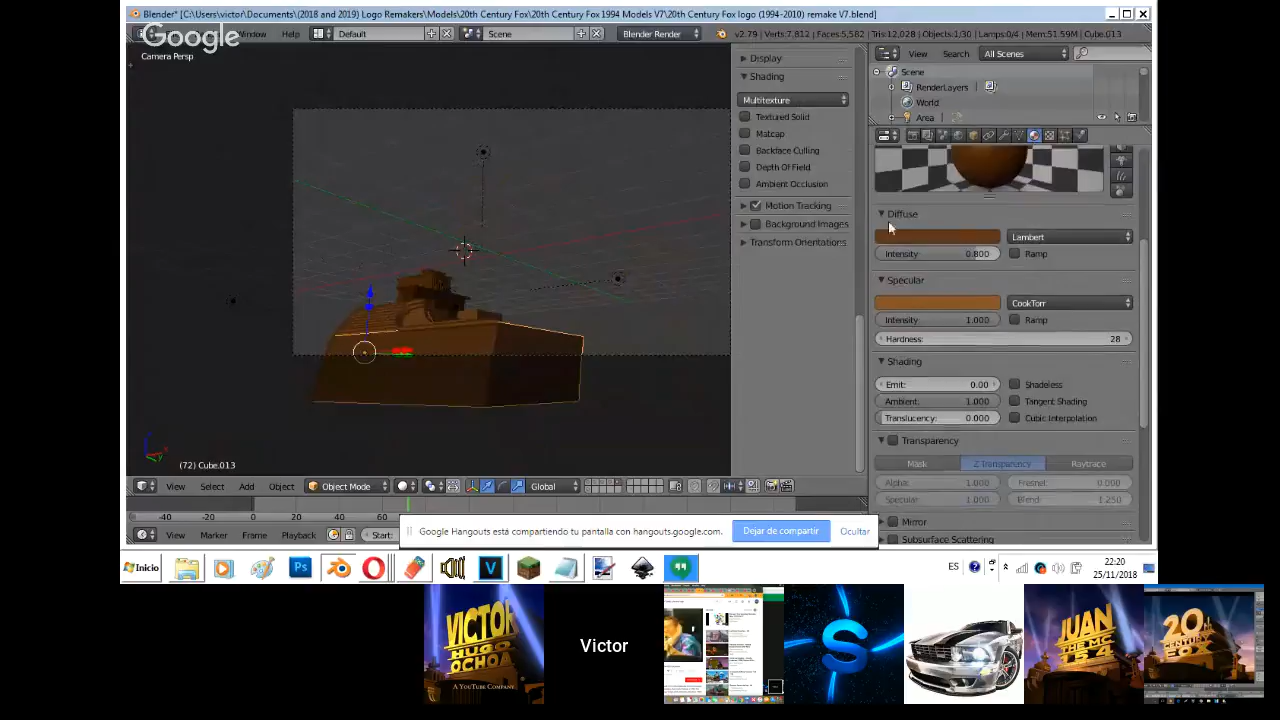 Blender* [C:\Users\victor\Documents\(2018 and 2019) Logo Remakers\Models\20th Century Fox\20th Century Fox 1994 Models V7\20th Century Fox logo (1994-2010) remake V7.blend]
Google
Window Help Default Scene Blender Render v2.79 | Verts:7,812 | Faces:5,582 | Tris:12,028 | Objects:1/30 | Lamps:0/4 | Mem:51.59M | Cube.013
Camera Persp
Display
Shading
Multitexture
Textured Solid
Matcap
Backface Culling
Depth Of Field
Ambient Occlusion
Motion Tracking
Background Images
Transform Orientations
View Search All Scenes
Scene
RenderLayers
World
Area
Diffuse
Lambert
Intensity 0.800 Ramp
Specular
CookTorr
Intensity: 1.000 Ramp
Hardness: 28
Shading
Emit: 0.00 Shadeless
Ambient: 1.000 Tangent Shading
Translucency: 0.000 Cubic Interpolation
Transparency
Mask Z Transparency Raytrace
Alpha: 1.000 Fresnel: 0.000
Specular: 1.000 Blend: 1.250
Mirror
Subsurface Scattering
(72) Cube.013
View Select Add Object Object Mode Global
-40 -20 0 20 40 60
View Marker Frame Playback Start:
Google Hangouts está compartiendo tu pantalla con hangouts.google.com. Dejar de compartir Ocultar
Inicio Ps V ES 22:20
25/04/2018
VICTOR
A YOUTUBE COMPANY
Victor
S
JUAN
20th